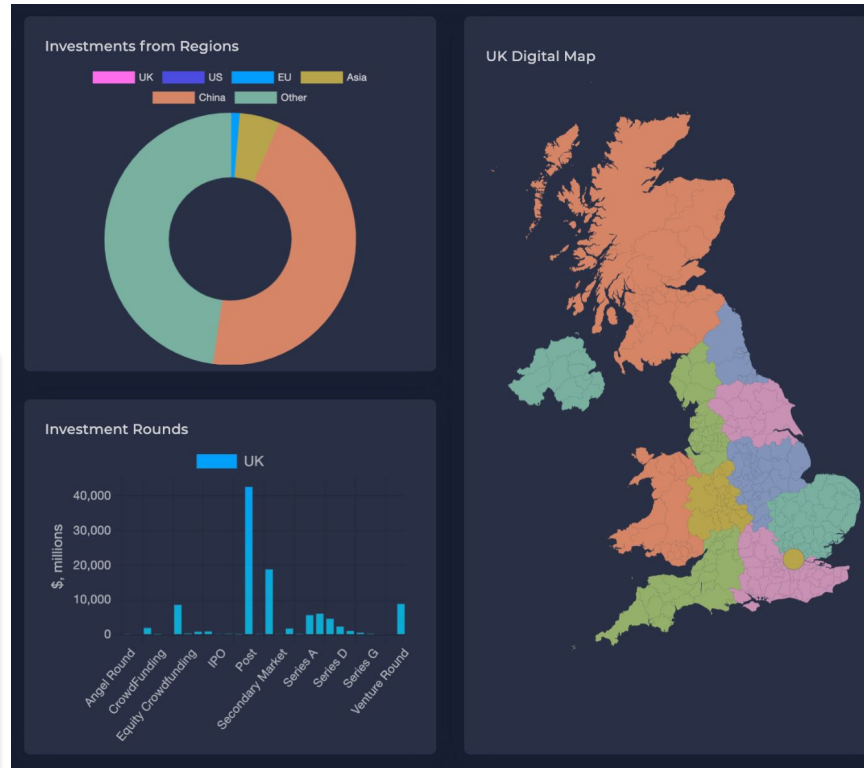 Investments from Regions
UK US EU Asia
China Other
UK Digital Map
Investment Rounds
UK
$, millions
40,000
30,000
20,000
10,000
0
Angel Round
CrowdFunding
Equity Crowdfunding
IPO
Post
Secondary Market
Series A
Series D
Series G
Venture Round